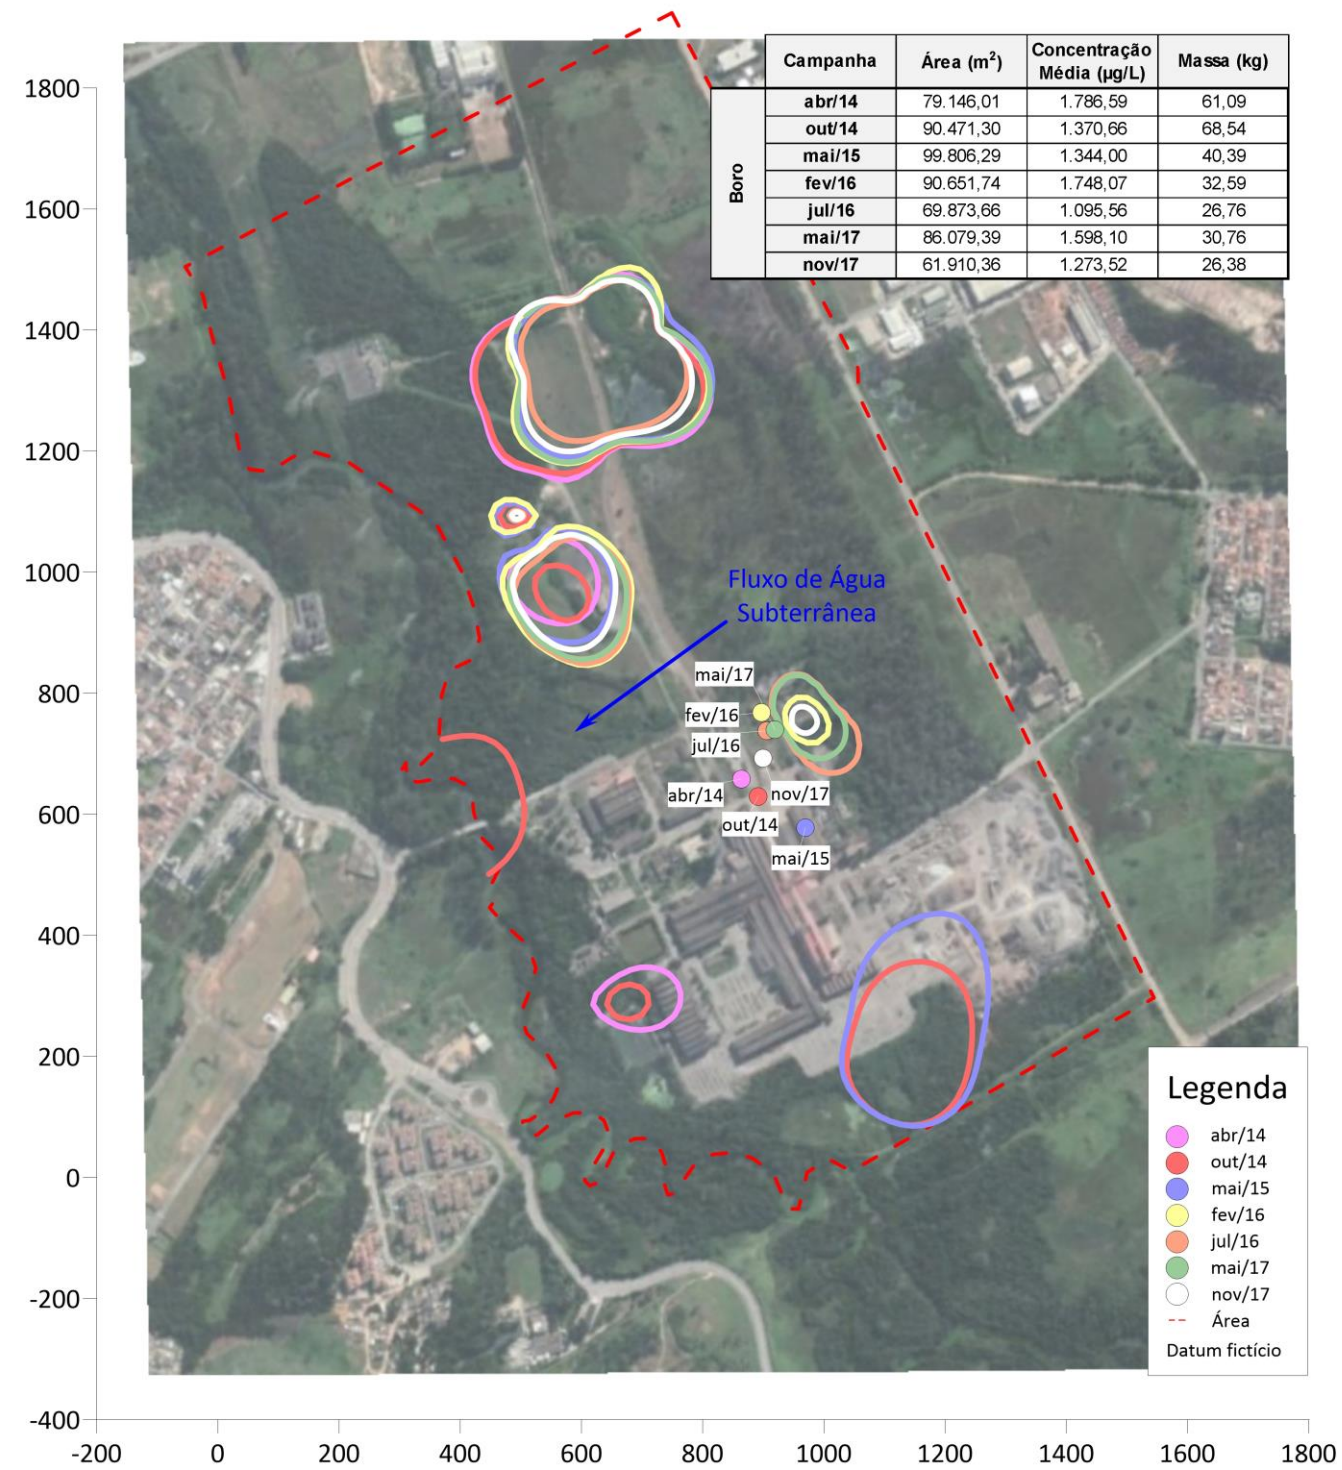 Campanha Área (m²) Concentração Média (µg/L) Massa (kg)
Boro
abr/14 79.146,01 1.786,59 61,09
out/14 90.471,30 1.370,66 68,54
mai/15 99.806,29 1.344,00 40,39
fev/16 90.651,74 1.748,07 32,59
jul/16 69.873,66 1.095,56 26,76
mai/17 86.079,39 1.598,10 30,76
nov/17 61.910,36 1.273,52 26,38
1800
1600
1400
1200
1000
800
600
400
200
0
-200
-400
Fluxo de Água
Subterrânea
mai/17
fev/16
jul/16
abr/14
nov/17
out/14
mai/15
Legenda
abr/14
out/14
mai/15
fev/16
jul/16
mai/17
nov/17
Área
Datum fictício
-200 0 200 400 600 800 1000 1200 1400 1600 1800